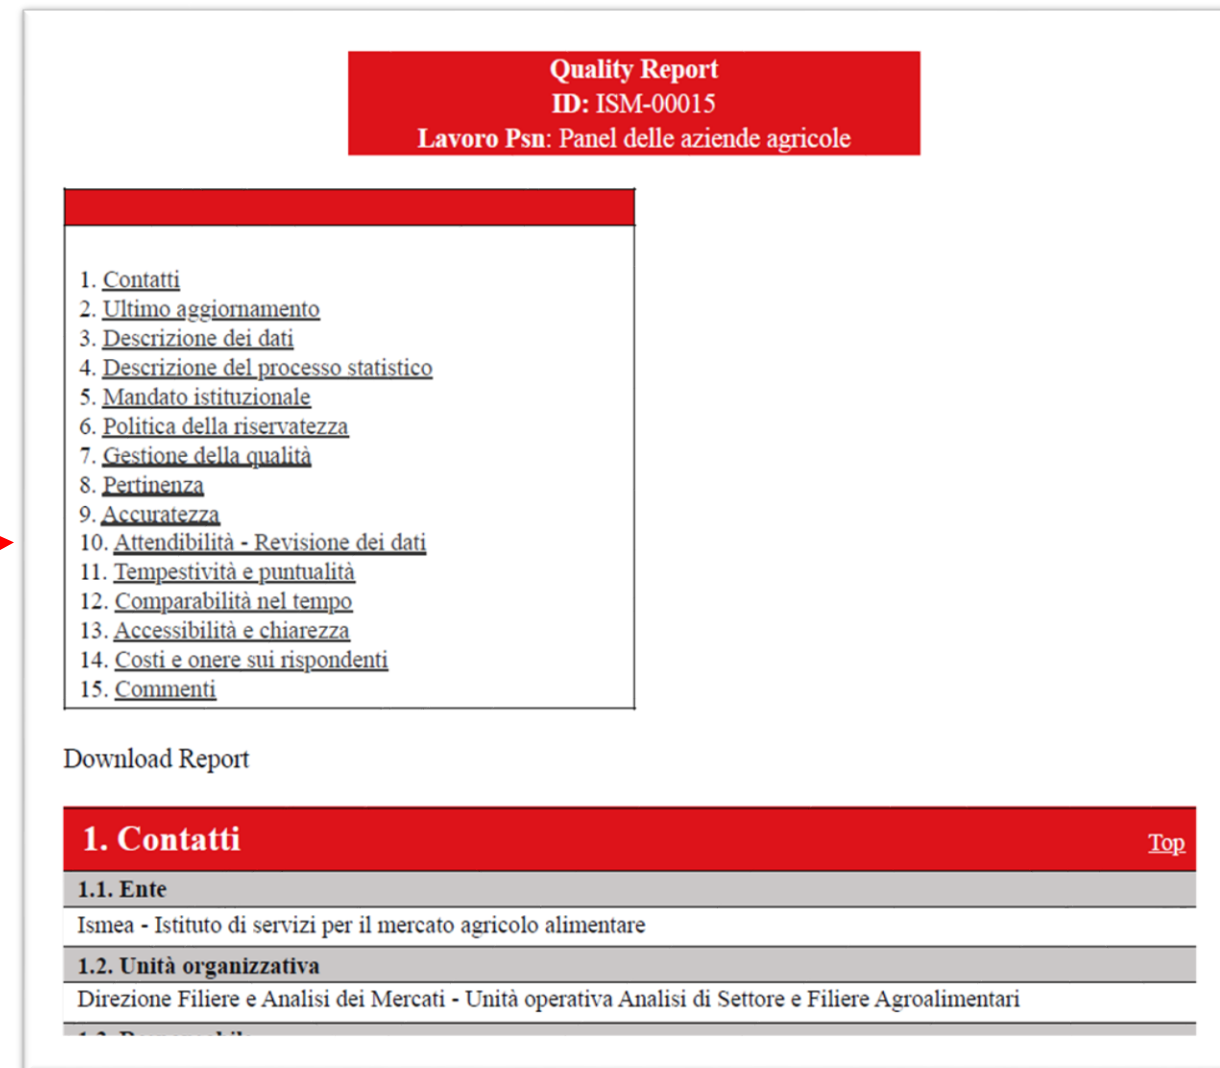 Quality Report
ID: ISM-00015
Lavoro Psn: Panel delle aziende agricole
1. Contatti
2. Ultimo aggiornamento
3. Descrizione dei dati
4. Descrizione del processo statistico
5. Mandato istituzionale
6. Politica della riservatezza
7. Gestione della qualità
8. Pertinenza
9. Accuratezza
10. Attendibilità - Revisione dei dati
11. Tempestività e puntualità
12. Comparabilità nel tempo
13. Accessibilità e chiarezza
14. Costi e onere sui rispondenti
15. Commenti
Download Report
1. Contatti Top
1.1. Ente
Ismea - Istituto di servizi per il mercato agricolo alimentare
1.2. Unità organizzativa
Direzione Filiere e Analisi dei Mercati - Unità operativa Analisi di Settore e Filiere Agroalimentari